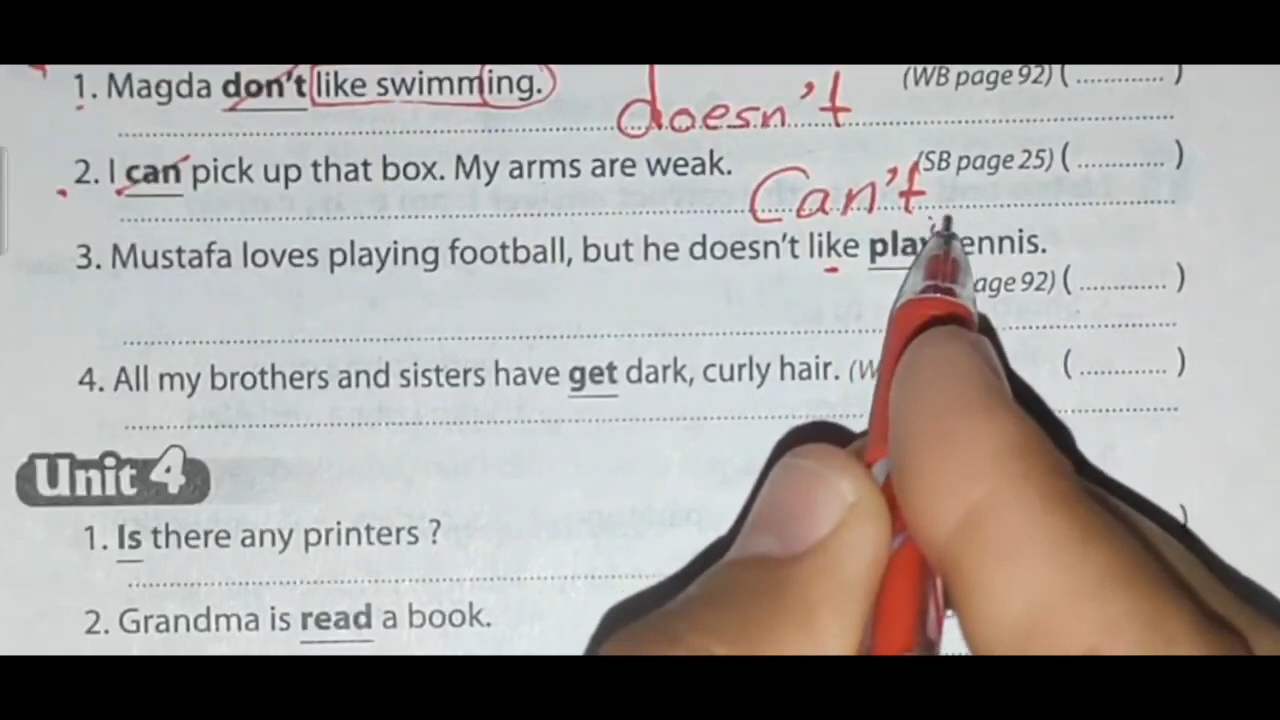 1. Magda don't like swimming. (WB page 92) (.............)
doesn't
2. I can pick up that box. My arms are weak. (SB page 25) (.............)
Can't
3. Mustafa loves playing football, but he doesn't like play tennis.
92) (.............)
4. All my brothers and sisters have get dark, curly hair. (.............)
Unit 4
1. Is there any printers ?
2. Grandma is read a book.